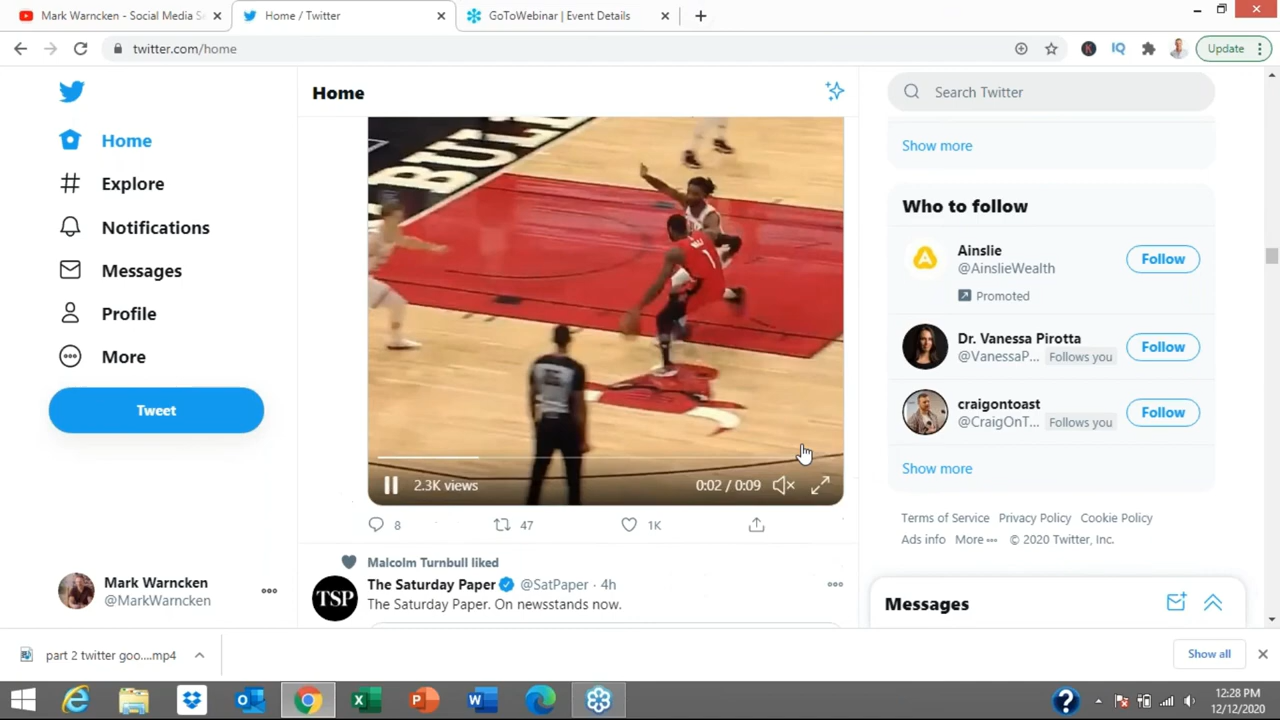 Mark Warncken - Social Media Se
Home / Twitter
GoToWebinar | Event Details
twitter.com/home
K
IQ
Update
Home
Explore
Notifications
Messages
Profile
More
Tweet
Mark Warncken
@MarkWarncken
Home
BUL
1
2.3K views
0:02 / 0:09
8
47
1K
Malcolm Turnbull liked
TSP
The Saturday Paper @SatPaper · 4h
The Saturday Paper. On newsstands now.
Search Twitter
Show more
Who to follow
Ainslie
@AinslieWealth
Follow
Promoted
Dr. Vanessa Pirotta
@VanessaP... Follows you
Follow
craigontoast
@CraigOnT... Follows you
Follow
Show more
Terms of Service Privacy Policy Cookie Policy
Ads info More ··· © 2020 Twitter, Inc.
Messages
part 2 twitter goo....mp4
Show all
12:28 PM
12/12/2020